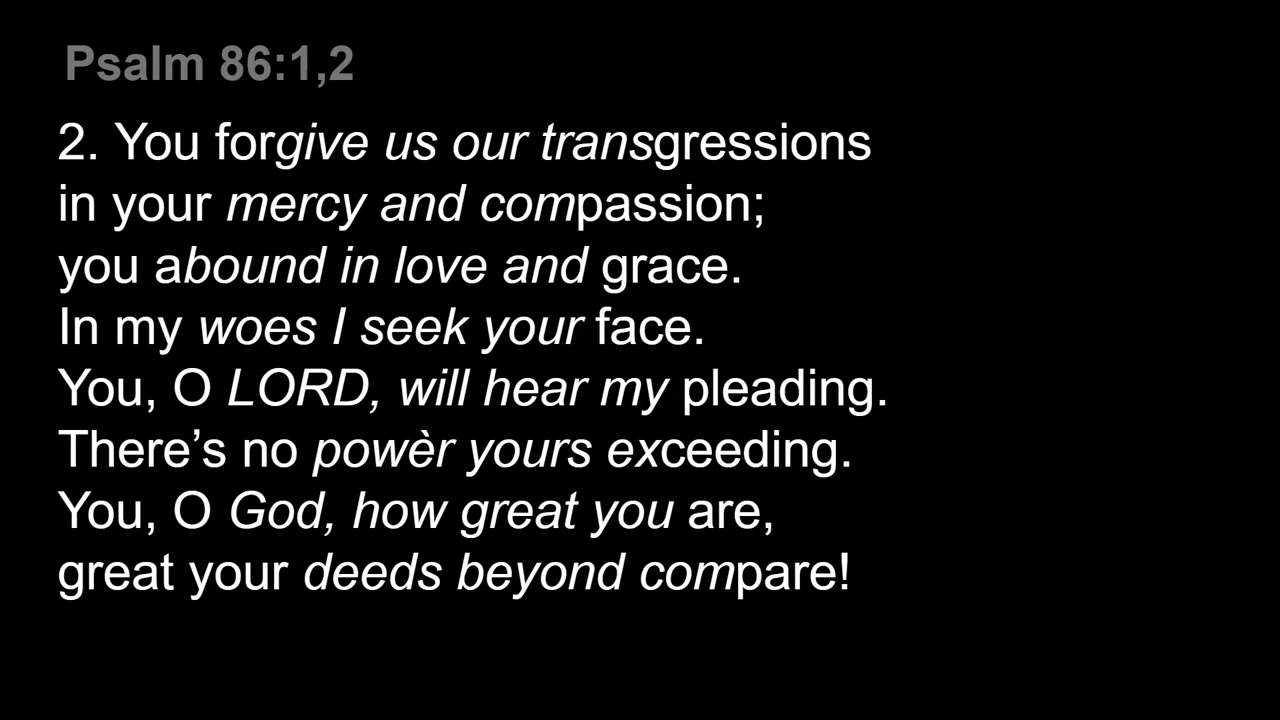 Psalm 86:1,2
2. You forgive us our transgressions
in your mercy and compassion;
you abound in love and grace.
In my woes I seek your face.
You, O LORD, will hear my pleading.
There’s no powèr yours exceeding.
You, O God, how great you are,
great your deeds beyond compare!